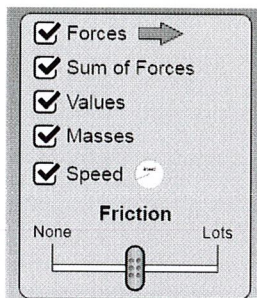 Forces
Sum of Forces
Values
Masses
Speed
Friction
None Lots